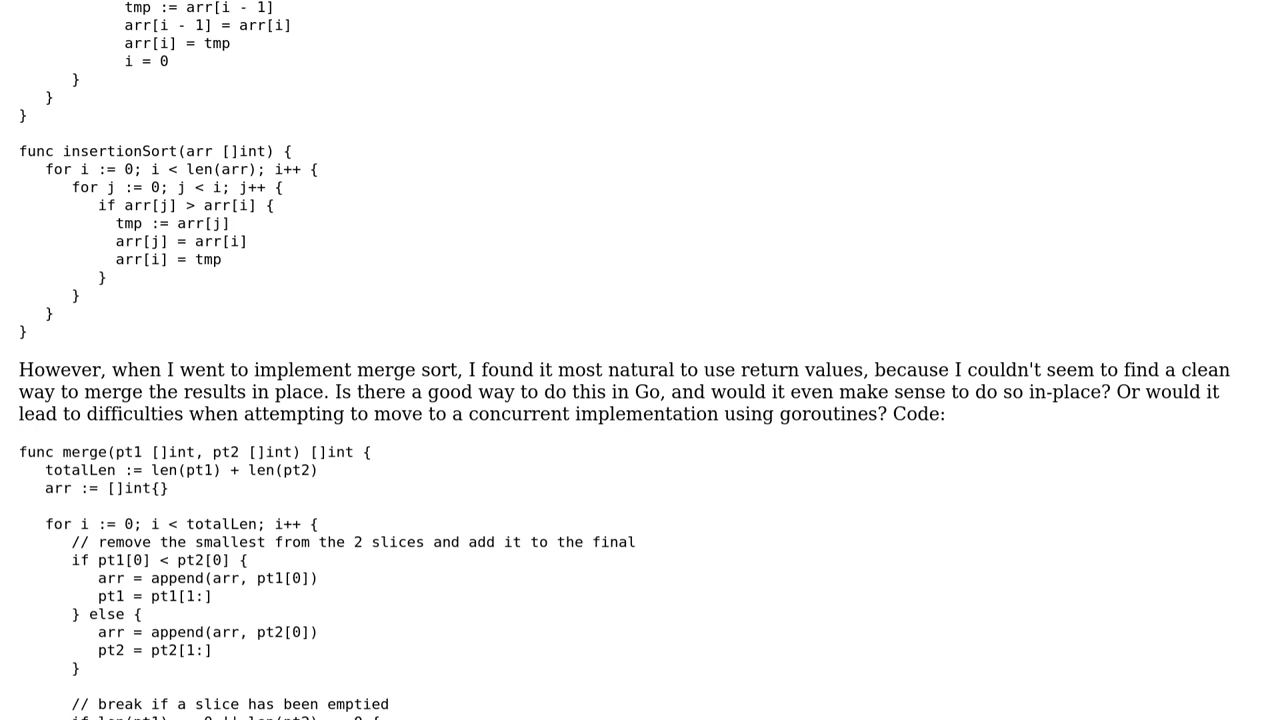 tmp := arr[i - 1]
            arr[i - 1] = arr[i]
            arr[i] = tmp
            i = 0
      }
   }
}

func insertionSort(arr []int) {
   for i := 0; i < len(arr); i++ {
      for j := 0; j < i; j++ {
         if arr[j] > arr[i] {
           tmp := arr[j]
           arr[j] = arr[i]
           arr[i] = tmp
         }
      }
   }
}

However, when I went to implement merge sort, I found it most natural to use return values, because I couldn't seem to find a clean
way to merge the results in place. Is there a good way to do this in Go, and would it even make sense to do so in-place? Or would it
lead to difficulties when attempting to move to a concurrent implementation using goroutines? Code:

func merge(pt1 []int, pt2 []int) []int {
   totalLen := len(pt1) + len(pt2)
   arr := []int{}

   for i := 0; i < totalLen; i++ {
      // remove the smallest from the 2 slices and add it to the final
      if pt1[0] < pt2[0] {
         arr = append(arr, pt1[0])
         pt1 = pt1[1:]
      } else {
         arr = append(arr, pt2[0])
         pt2 = pt2[1:]
      }

      // break if a slice has been emptied